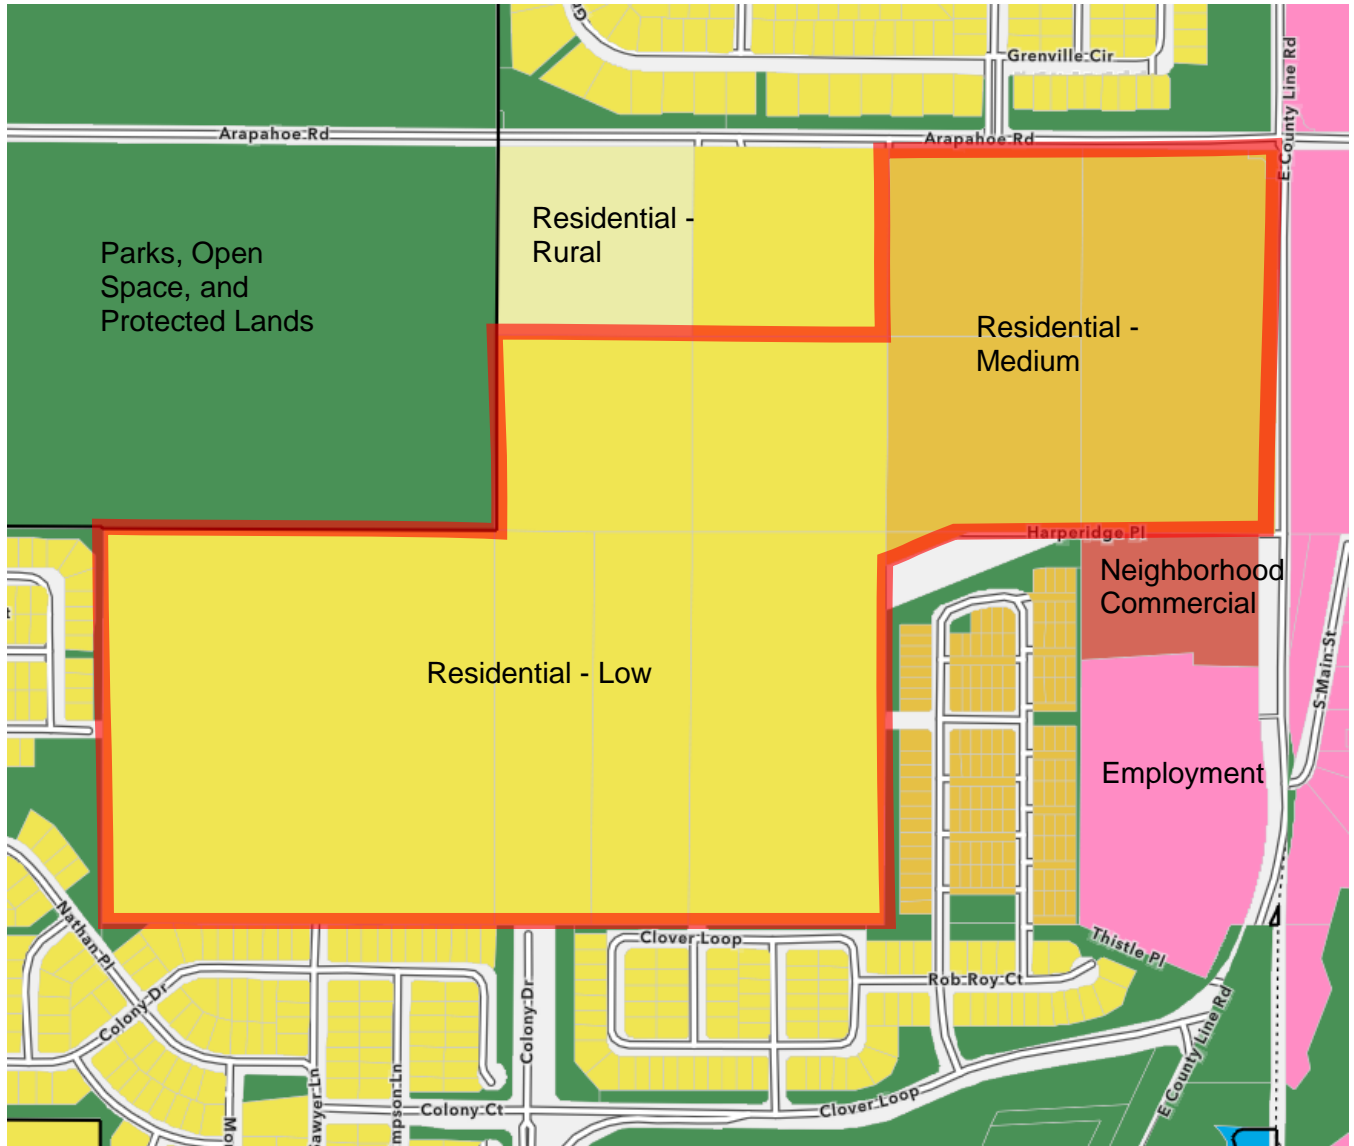 Grenville Cir
E County Line Rd
Arapahoe Rd
Arapahoe Rd
Residential -
Rural
Parks, Open
Space, and
Protected Lands
Residential -
Medium
Harperidge Pl
Neighborhood
Commercial
S Main St
Residential - Low
Employment
Nathan Pl
Clover Loop
Thistle Pl
Rob Roy Ct
Colony Dr
Colony Dr
E County Line Rd
Colony Ct
Clover Loop